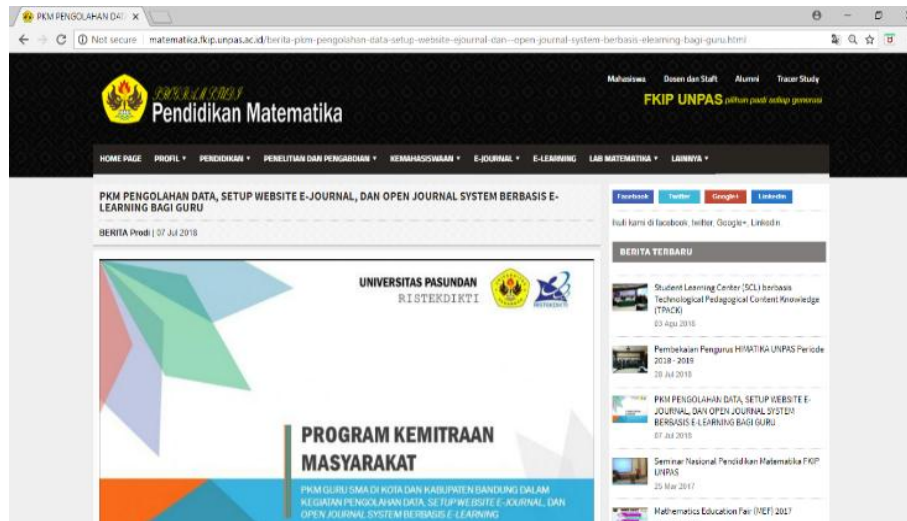 PKM PENGOLAHAN DAT
Not secure
matematika.fkip.unpas.ac.id/berita-pkm-pengolahan-data-setup-website-ejournal-dan--open-journal-system-berbasis-elearning-bagi-guru.html
Mahasiswa Dosen dan Staff Alumni Tracer Study
FKIP UNPAS pilihan pasti setiap generasi
PROGRAM STUDI
Pendidikan Matematika
HOME PAGE PROFIL PENDIDIKAN PENELITIAN DAN PENGABDIAN KEMAHASISWAAN E-JOURNAL E-LEARNING LAB MATEMATIKA LAINNYA
PKM PENGOLAHAN DATA, SETUP WEBSITE E-JOURNAL, DAN OPEN JOURNAL SYSTEM BERBASIS E-
LEARNING BAGI GURU
BERITA Prodi | 07 Jul 2018
UNIVERSITAS PASUNDAN
RISTEKDIKTI
PROGRAM KEMITRAAN
MASYARAKAT
PKM GURU SMA DI KOTA DAN KABUPATEN BANDUNG DALAM
KEGIATAN PENGOLAHAN DATA, SETUP WEBSITE E-JOURNAL, DAN
OPEN JOURNAL SYSTEM BERBASIS E-LEARNING
Facebook Twitter Google+ Linkedin
Ikuti kami di facebook, twitter, Google+, Linkedin
BERITA TERBARU
Student Learning Center (SCL) berbasis
Technological Pedagogical Content Knowledge
(TPACK)
03 Agu 2018
Pembekalan Pengurus HIMATIKA UNPAS Periode
2018 - 2019
28 Jul 2018
PKM PENGOLAHAN DATA, SETUP WEBSITE E-
JOURNAL, DAN OPEN JOURNAL SYSTEM
BERBASIS E-LEARNING BAGI GURU
07 Jul 2018
Seminar Nasional Pendidikan Matematika FKIP
UNPAS
25 Mar 2017
Mathematics Education Fair (MEF) 2017